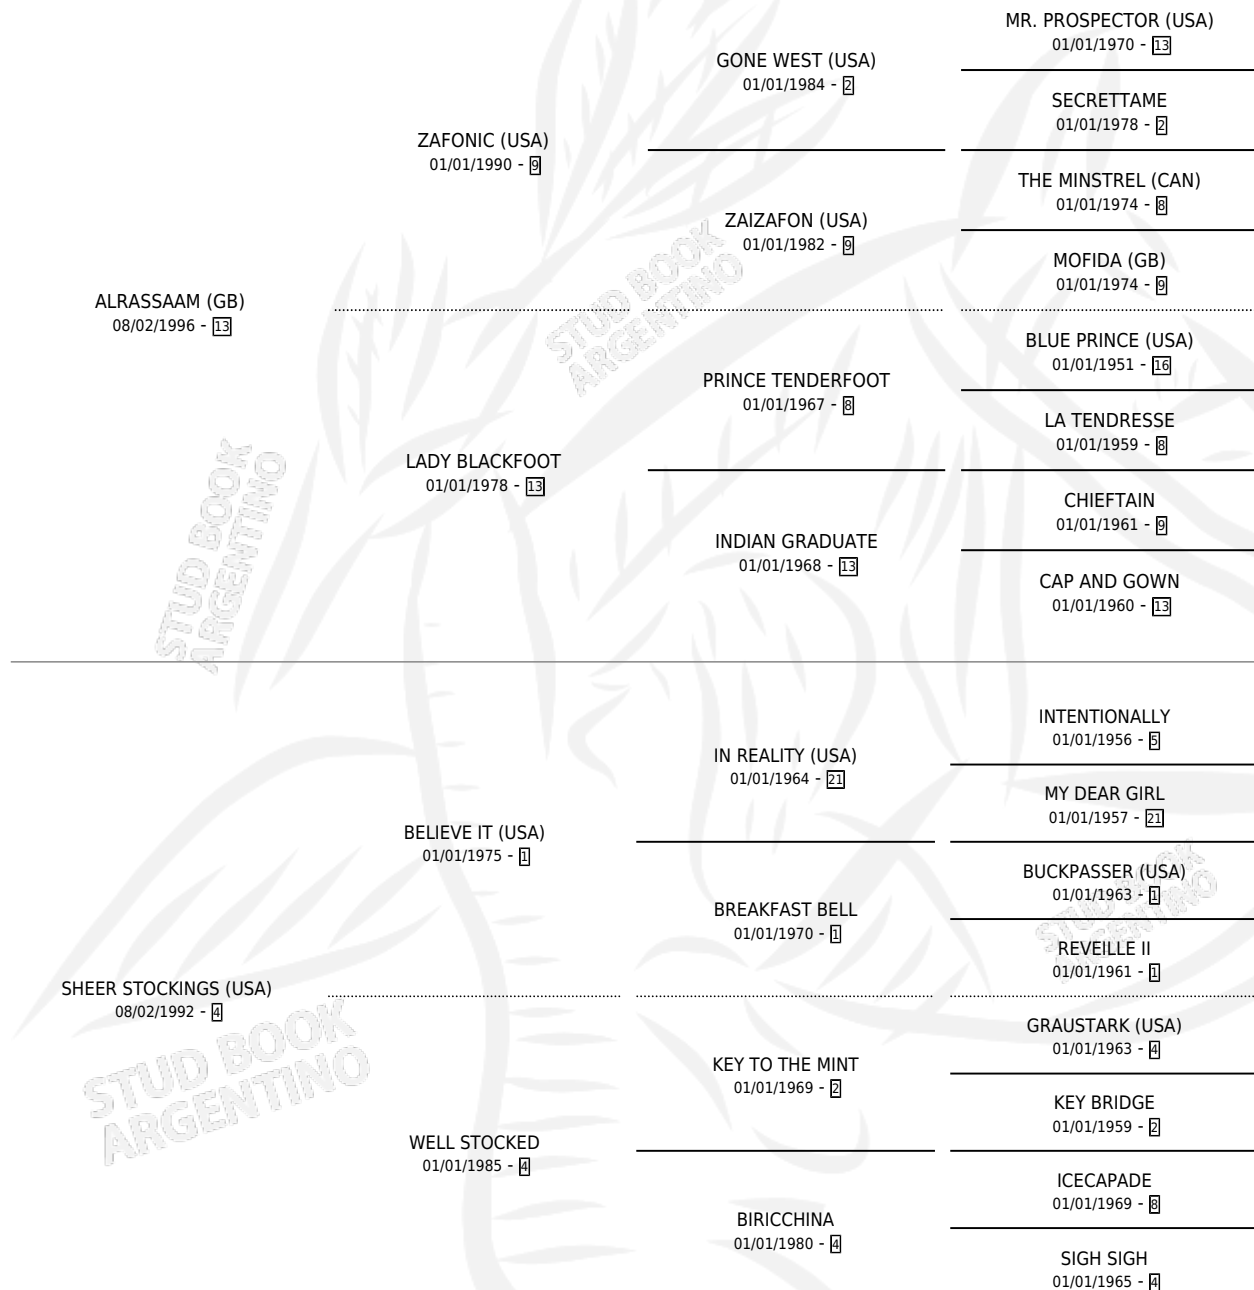 MR. PROSPECTOR (USA)
01/01/1970 - 13
GONE WEST (USA)
01/01/1984 - 2
SECRETTAME
01/01/1978 - 2
ZAFONIC (USA)
01/01/1990 - 9
THE MINSTREL (CAN)
01/01/1974 - 8
ZAIZAFON (USA)
01/01/1982 - 9
MOFIDA (GB)
01/01/1974 - 9
ALRASSAAM (GB)
08/02/1996 - 13
BLUE PRINCE (USA)
01/01/1951 - 16
PRINCE TENDERFOOT
01/01/1967 - 8
LA TENDRESSE
01/01/1959 - 8
LADY BLACKFOOT
01/01/1978 - 13
CHIEFTAIN
01/01/1961 - 9
INDIAN GRADUATE
01/01/1968 - 13
CAP AND GOWN
01/01/1960 - 13
INTENTIONALLY
01/01/1956 - 5
IN REALITY (USA)
01/01/1964 - 21
MY DEAR GIRL
01/01/1957 - 21
BELIEVE IT (USA)
01/01/1975 - 1
BUCKPASSER (USA)
01/01/1963 - 1
BREAKFAST BELL
01/01/1970 - 1
REVEILLE II
01/01/1961 - 1
SHEER STOCKINGS (USA)
08/02/1992 - 4
GRAUSTARK (USA)
01/01/1963 - 4
KEY TO THE MINT
01/01/1969 - 2
KEY BRIDGE
01/01/1959 - 2
WELL STOCKED
01/01/1985 - 4
ICECAPADE
01/01/1969 - 8
BIRICCHINA
01/01/1980 - 4
SIGH SIGH
01/01/1965 - 4
STUD BOOK
ARGENTINO
STUD BOOK
ARGENTINO
STUD BOOK
ARGENTINO
STUD BOOK
ARGENTINO